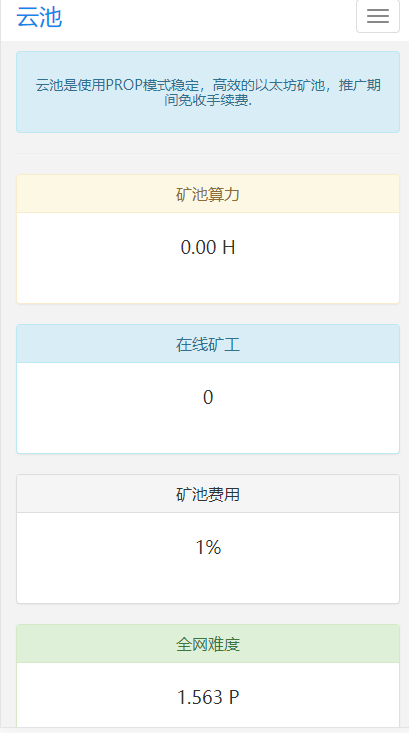 云池
云池是使用PROP模式稳定，高效的以太坊矿池，推广期
间免收手续费.
矿池算力
0.00 H
在线矿工
0
矿池费用
1%
全网难度
1.563 P